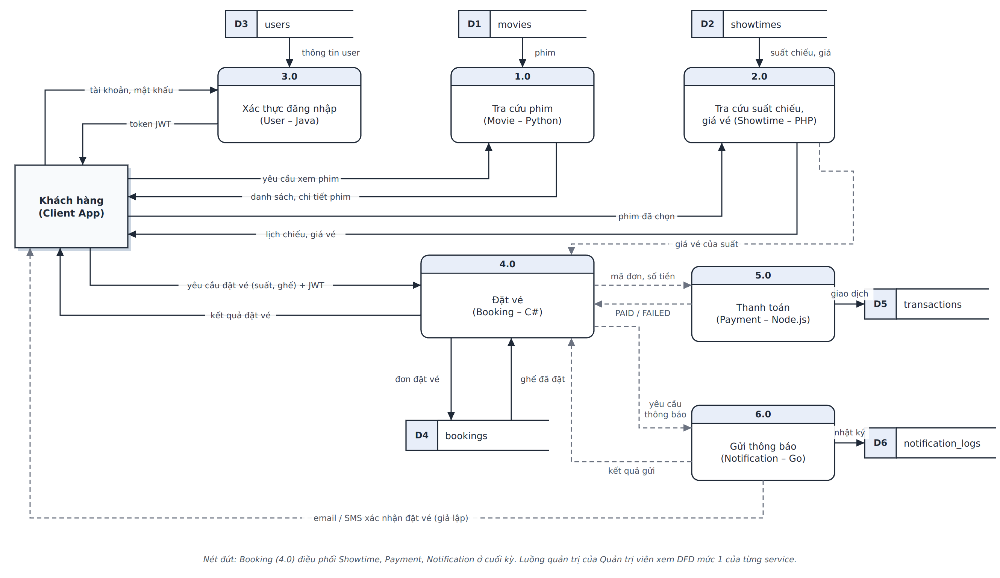 D3
users
D1
movies
D2
showtimes
thông tin user
phim
suất chiếu, giá
3.0
1.0
2.0
tài khoản, mật khẩu
Xác thực đăng nhập
(User – Java)
Tra cứu phim
(Movie – Python)
Tra cứu suất chiếu,
giá vé (Showtime – PHP)
token JWT
yêu cầu xem phim
danh sách, chi tiết phim
Khách hàng
(Client App)
phim đã chọn
lịch chiếu, giá vé
giá vé của suất
4.0
mã đơn, số tiền
5.0
yêu cầu đặt vé (suất, ghế) + JWT
giao dịch
Đặt vé
(Booking – C#)
PAID / FAILED
Thanh toán
(Payment – Node.js)
D5
transactions
kết quả đặt vé
đơn đặt vé
ghế đã đặt
yêu cầu
thông báo
6.0
D4
bookings
nhật ký
Gửi thông báo
(Notification – Go)
D6
notification_logs
kết quả gửi
email / SMS xác nhận đặt vé (giả lập)
Nét đứt: Booking (4.0) điều phối Showtime, Payment, Notification ở cuối kỳ. Luồng quản trị của Quản trị viên xem DFD mức 1 của từng service.